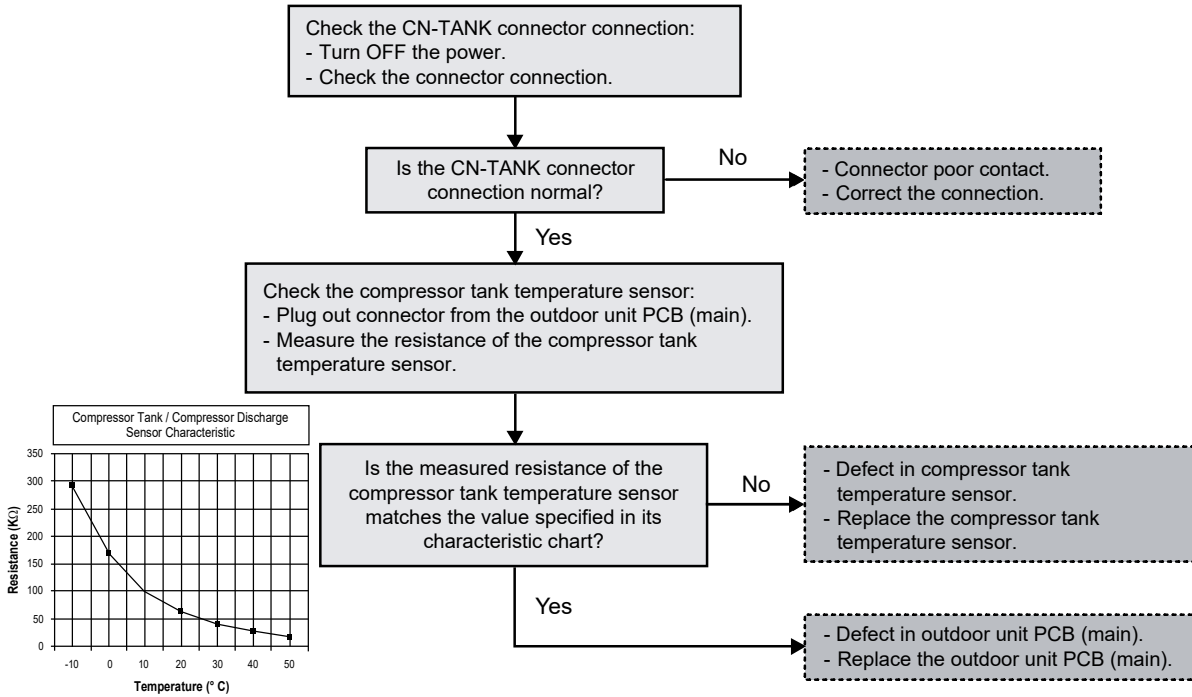 Check the CN-TANK connector connection:
- Turn OFF the power.
- Check the connector connection.
Is the CN-TANK connector
connection normal?
No
- Connector poor contact.
- Correct the connection.
Yes
Check the compressor tank temperature sensor:
- Plug out connector from the outdoor unit PCB (main).
- Measure the resistance of the compressor tank
temperature sensor.
Compressor Tank / Compressor Discharge
Sensor Characteristic
Resistance (KΩ)
350
300
250
200
150
100
50
0
-10 0 10 20 30 40 50
Temperature (° C)
Is the measured resistance of the
compressor tank temperature sensor
matches the value specified in its
characteristic chart?
No
- Defect in compressor tank
temperature sensor.
- Replace the compressor tank
temperature sensor.
Yes
- Defect in outdoor unit PCB (main).
- Replace the outdoor unit PCB (main).